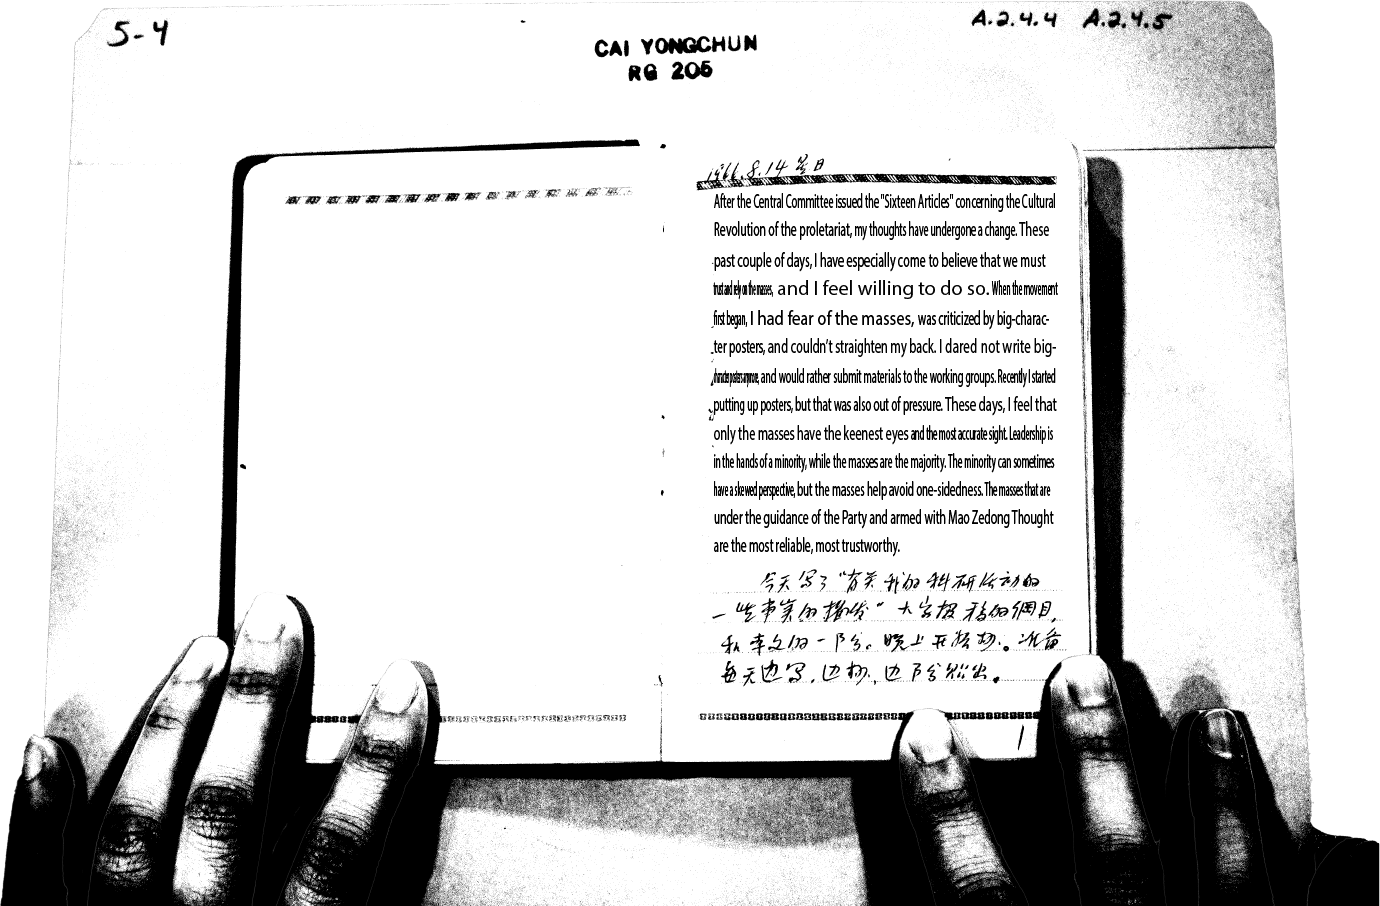 5-4
A.2.4.4 A.2.4.5
CAI YONGCHUN
RG 205
1966.8.14 星日
After the Central Committee issued the "Sixteen Articles" concerning the Cultural
Revolution of the proletariat, my thoughts have undergone a change. These
past couple of days, I have especially come to believe that we must
trust and rely on the masses, and I feel willing to do so. When the movement
first began, I had fear of the masses, was criticized by big-charac-
ter posters, and couldn't straighten my back. I dared not write big-
character posters anymore, and would rather submit materials to the working groups. Recently I started
putting up posters, but that was also out of pressure. These days, I feel that
only the masses have the keenest eyes and the most accurate sight. Leadership is
in the hands of a minority, while the masses are the majority. The minority can sometimes
have a skewed perspective, but the masses help avoid one-sidedness. The masses that are
under the guidance of the Party and armed with Mao Zedong Thought
are the most reliable, most trustworthy.
今天写了"有关我的科研活动的
一些事实的揭发"大字报稿的纲目,
和本文的一部分。晚上开始抄。准备
每天边写,边抄,边部分贴出。
1